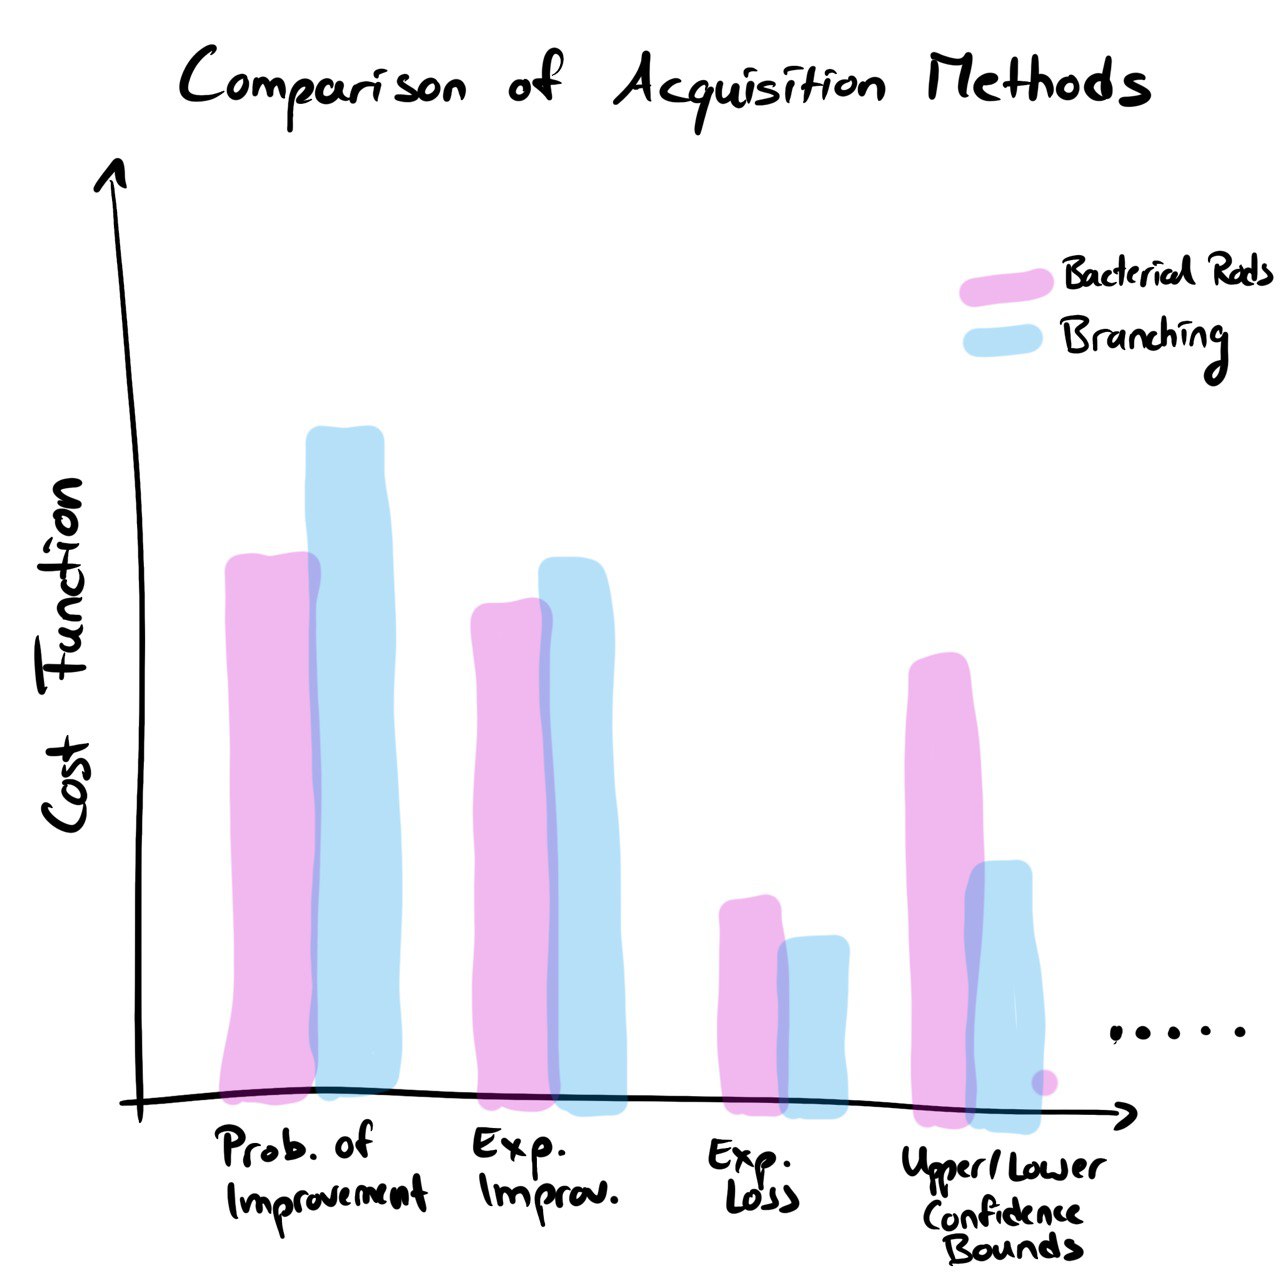 Comparison of Acquisition Methods
Bacterial Rods
Branching
Cost Function
.....
Prob. of
Improvement
Exp.
Improv.
Exp.
Loss
Upper/Lower
Confidence
Bounds